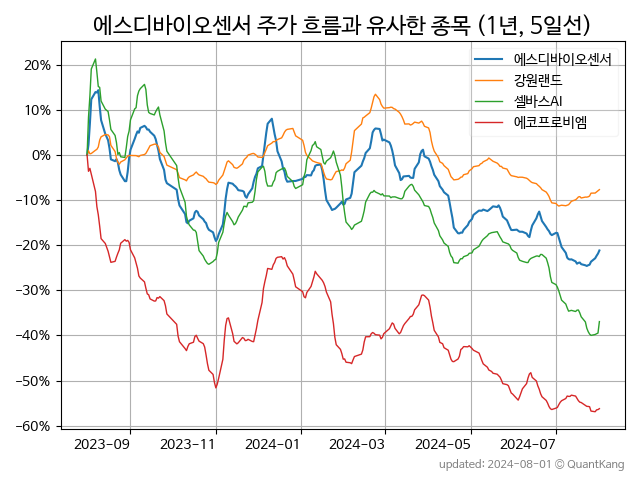 에스디바이오센서 주가 흐름과 유사한 종목 (1년, 5일선)
에스디바이오센서
강원랜드
셀바스AI
에코프로비엠
20%
10%
0%
−10%
−20%
−30%
−40%
−50%
−60%
2023-09
2023-11
2024-01
2024-03
2024-05
2024-07
updated: 2024-08-01 © QuantKang